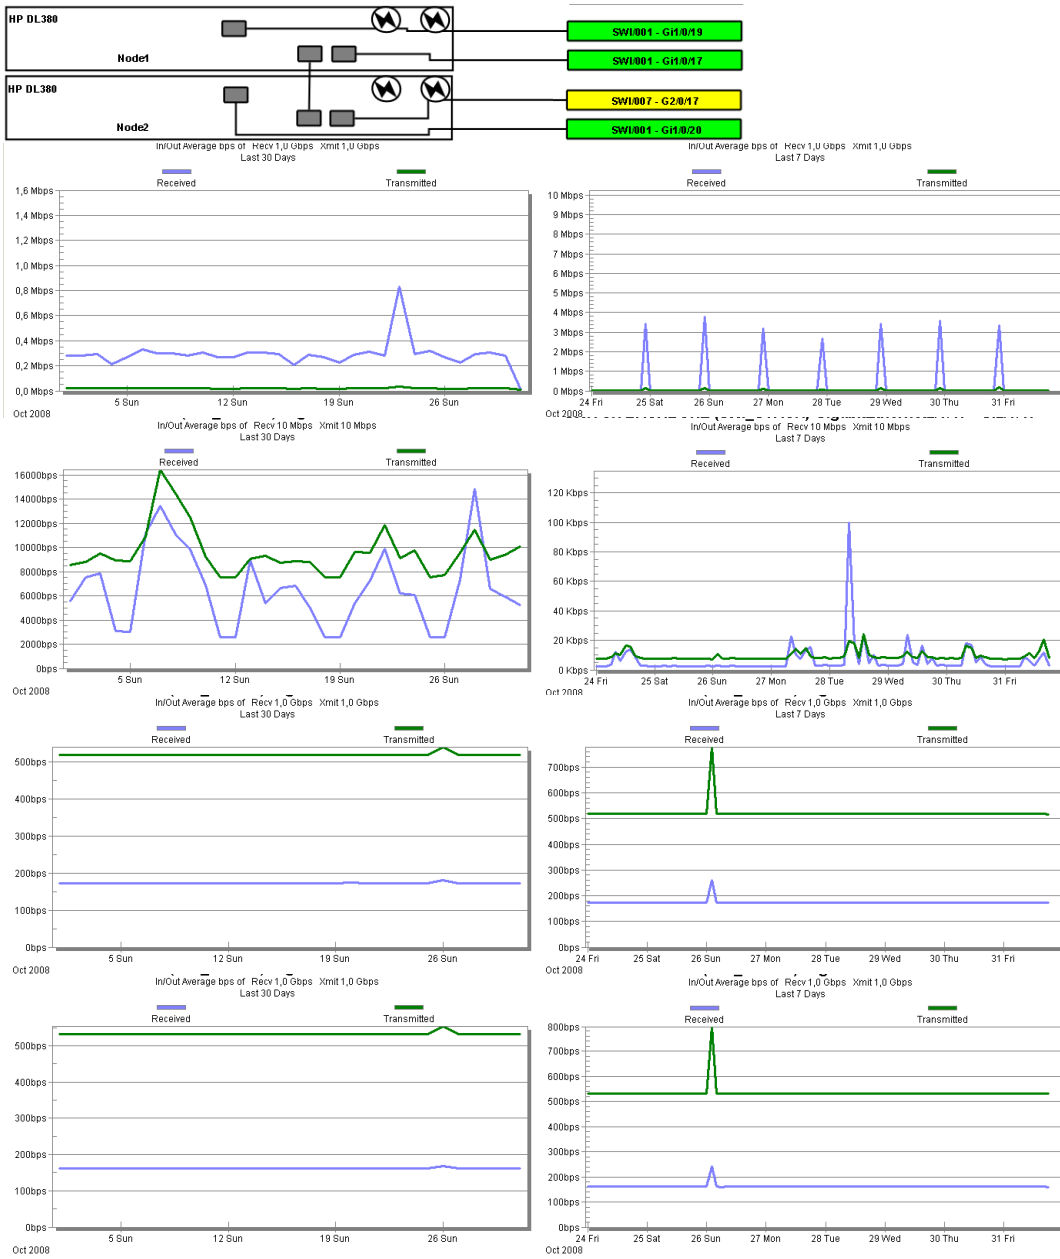 HP DL380
Node1
HP DL380
Node2
SWI/001 - Gi1/0/19
SWI/001 - Gi1/0/17
SWI/007 - G2/0/17
SWI/001 - Gi1/0/20
In/Out Average bps of Recv 1,0 Gbps Xmit 1,0 Gbps
Last 30 Days
Received Transmitted
1,6 Mbps
1,4 Mbps
1,2 Mbps
1,0 Mbps
0,8 Mbps
0,6 Mbps
0,4 Mbps
0,2 Mbps
0,0 Mbps
5 Sun 12 Sun 19 Sun 26 Sun
Oct 2008
In/Out Average bps of Recv 1,0 Gbps Xmit 1,0 Gbps
Last 7 Days
Received Transmitted
10 Mbps
9 Mbps
8 Mbps
7 Mbps
6 Mbps
5 Mbps
4 Mbps
3 Mbps
2 Mbps
1 Mbps
0 Mbps
24 Fri 25 Sat 26 Sun 27 Mon 28 Tue 29 Wed 30 Thu 31 Fri
Oct 2008
In/Out Average bps of Recv 10 Mbps Xmit 10 Mbps
Last 30 Days
Received Transmitted
16000bps
14000bps
12000bps
10000bps
8000bps
6000bps
4000bps
2000bps
0bps
5 Sun 12 Sun 19 Sun 26 Sun
Oct 2008
In/Out Average bps of Recv 10 Mbps Xmit 10 Mbps
Last 7 Days
Received Transmitted
120 Kbps
100 Kbps
80 Kbps
60 Kbps
40 Kbps
20 Kbps
0 Kbps
24 Fri 25 Sat 26 Sun 27 Mon 28 Tue 29 Wed 30 Thu 31 Fri
Oct 2008
In/Out Average bps of Recv 1,0 Gbps Xmit 1,0 Gbps
Last 30 Days
Received Transmitted
500bps
400bps
300bps
200bps
100bps
0bps
5 Sun 12 Sun 19 Sun 26 Sun
Oct 2008
In/Out Average bps of Recv 1,0 Gbps Xmit 1,0 Gbps
Last 7 Days
Received Transmitted
700bps
600bps
500bps
400bps
300bps
200bps
100bps
0bps
24 Fri 25 Sat 26 Sun 27 Mon 28 Tue 29 Wed 30 Thu 31 Fri
Oct 2008
In/Out Average bps of Recv 1,0 Gbps Xmit 1,0 Gbps
Last 30 Days
Received Transmitted
500bps
400bps
300bps
200bps
100bps
0bps
5 Sun 12 Sun 19 Sun 26 Sun
Oct 2008
In/Out Average bps of Recv 1,0 Gbps Xmit 1,0 Gbps
Last 7 Days
Received Transmitted
800bps
700bps
600bps
500bps
400bps
300bps
200bps
100bps
0bps
24 Fri 25 Sat 26 Sun 27 Mon 28 Tue 29 Wed 30 Thu 31 Fri
Oct 2008